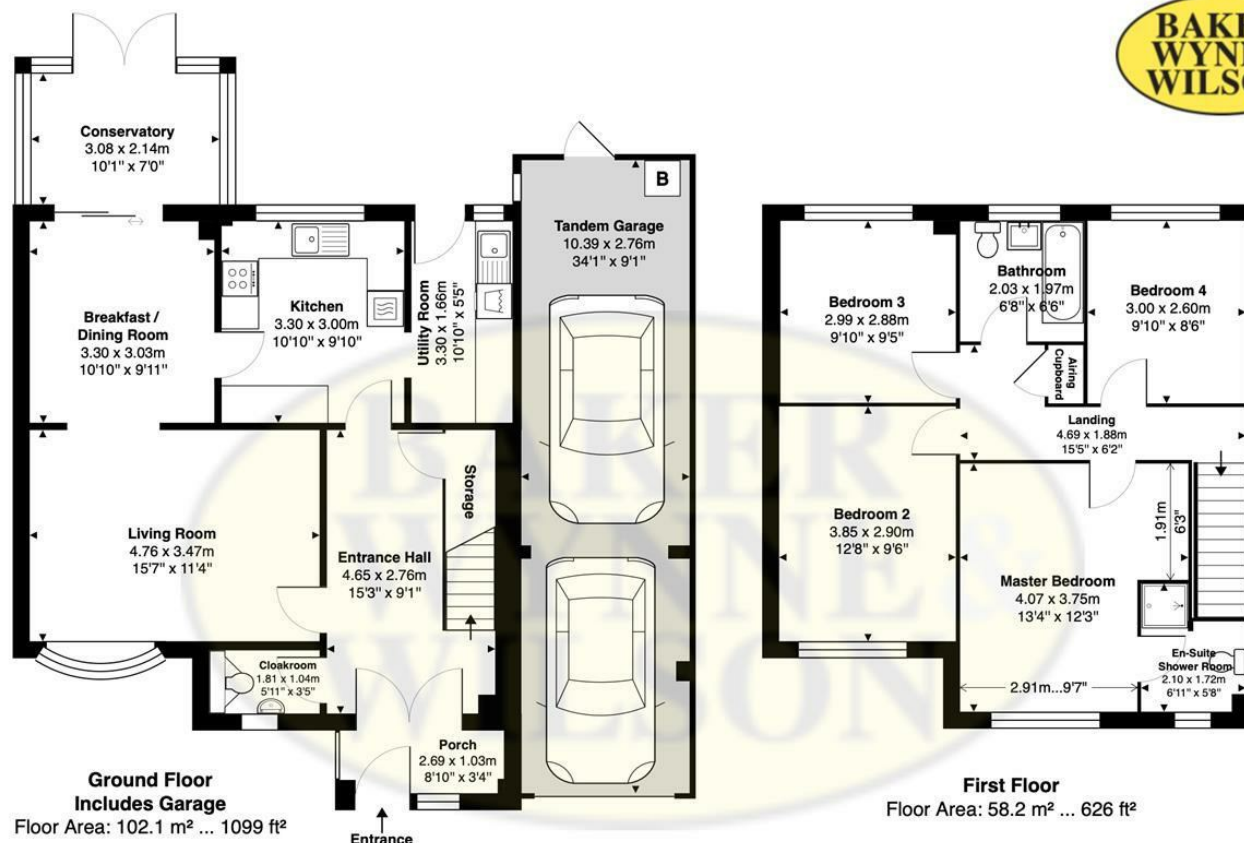 BAKE
WYN
WILS
Conservatory
3.08 x 2.14m
10'1" x 7'0"
Breakfast /
Dining Room
3.30 x 3.03m
10'10" x 9'11"
Kitchen
3.30 x 3.00m
10'10" x 9'10"
Utility Room
3.30 x 1.66m
10'10" x 5'5"
B
Tandem Garage
10.39 x 2.76m
34'1" x 9'1"
Living Room
4.76 x 3.47m
15'7" x 11'4"
Entrance Hall
4.65 x 2.76m
15'3" x 9'1"
Storage
Cloakroom
1.81 x 1.04m
5'11" x 3'5"
Porch
2.69 x 1.03m
8'10" x 3'4"
Entrance
Ground Floor
Includes Garage
Floor Area: 102.1 m² ... 1099 ft²
Bedroom 3
2.99 x 2.88m
9'10" x 9'5"
Bathroom
2.03 x 1.97m
6'8" x 6'6"
Bedroom 4
3.00 x 2.60m
9'10" x 8'6"
Airing
Cupboard
Landing
4.69 x 1.88m
15'5" x 6'2"
Bedroom 2
3.85 x 2.90m
12'8" x 9'6"
Master Bedroom
4.07 x 3.75m
13'4" x 12'3"
1.91m
6'3"
En-Suite
Shower Room
2.10 x 1.72m
6'11" x 5'8"
2.91m...9'7"
First Floor
Floor Area: 58.2 m² ... 626 ft²
BAKER
WYNNE &
WILSON